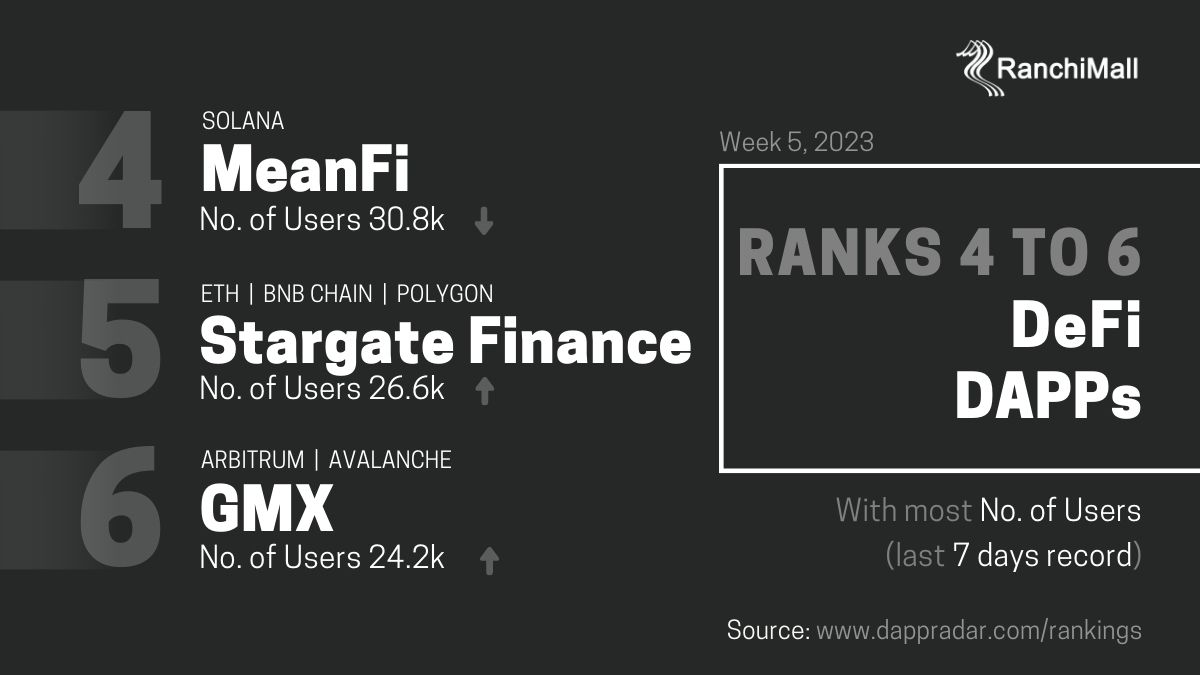 RanchiMall
4
SOLANA
MeanFi
No. of Users 30.8k
5
ETH | BNB CHAIN | POLYGON
Stargate Finance
No. of Users 26.6k
6
ARBITRUM | AVALANCHE
GMX
No. of Users 24.2k
Week 5, 2023
RANKS 4 TO 6
DeFi
DAPPs
With most No. of Users
(last 7 days record)
Source: www.dappradar.com/rankings